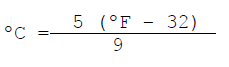 °C = 5 (°F − 32)
9